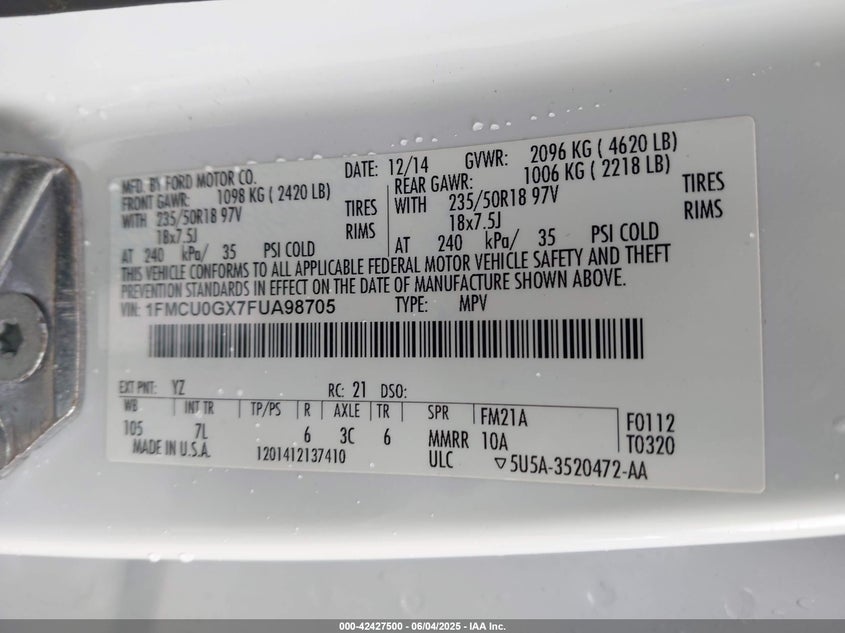 MFD. BY FORD MOTOR CO. DATE: 12/14 GVWR: 2096 KG ( 4620 LB)
FRONT GAWR: 1098 KG ( 2420 LB) REAR GAWR: 1006 KG ( 2218 LB)
WITH 235/50R18 97V TIRES WITH 235/50R18 97V TIRES
18x7.5J RIMS 18x7.5J RIMS
AT 240 kPa/ 35 PSI COLD AT 240 kPa/ 35 PSI COLD
THIS VEHICLE CONFORMS TO ALL APPLICABLE FEDERAL MOTOR VEHICLE SAFETY AND THEFT
PREVENTION STANDARDS IN EFFECT ON THE DATE OF MANUFACTURE SHOWN ABOVE.
VIN: 1FMCU0GX7FUA98705 TYPE: MPV
EXT PNT: YZ RC: 21 DSO:
WB INT TR TP/PS R AXLE TR SPR FM21A F0112
105 7L 6 3C 6 MMRR 10A T0320
MADE IN U.S.A. 1201412137410 ULC ▽5U5A-3520472-AA
000-42427500 - 06/04/2025 - IAA Inc.